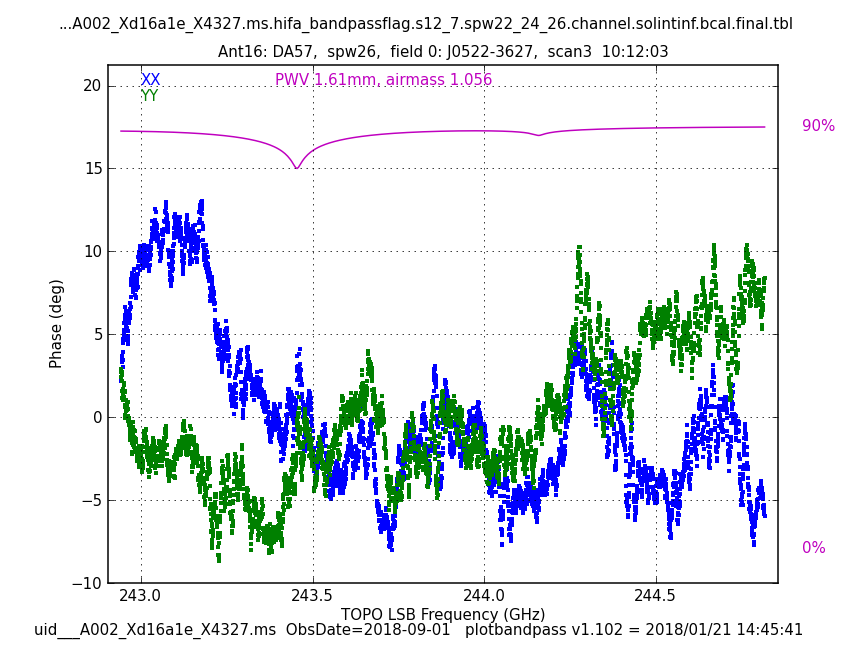 ...A002_Xd16a1e_X4327.ms.hifa_bandpassflag.s12_7.spw22_24_26.channel.solintinf.bcal.final.tbl
Ant16: DA57,  spw26,  field 0: J0522-3627,  scan3  10:12:03
XX
YY
PWV 1.61mm, airmass 1.056
90%
0%
20
15
10
5
0
−5
−10
Phase (deg)
243.0
243.5
244.0
244.5
TOPO LSB Frequency (GHz)
uid___A002_Xd16a1e_X4327.ms  ObsDate=2018-09-01   plotbandpass v1.102 = 2018/01/21 14:45:41